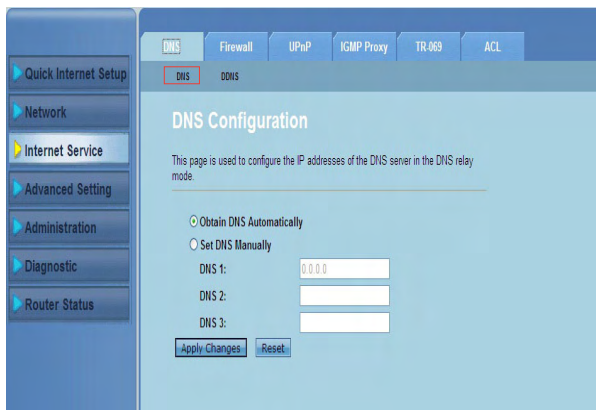 DNS Firewall UPnP IGMP Proxy TR-069 ACL
DNS DDNS
Quick Internet Setup
Network
Internet Service
Advanced Setting
Administration
Diagnostic
Router Status
DNS Configuration
This page is used to configure the IP addresses of the DNS server in the DNS relay
mode.
Obtain DNS Automatically
Set DNS Manually
DNS 1: 0.0.0.0
DNS 2:
DNS 3:
Apply Changes Reset